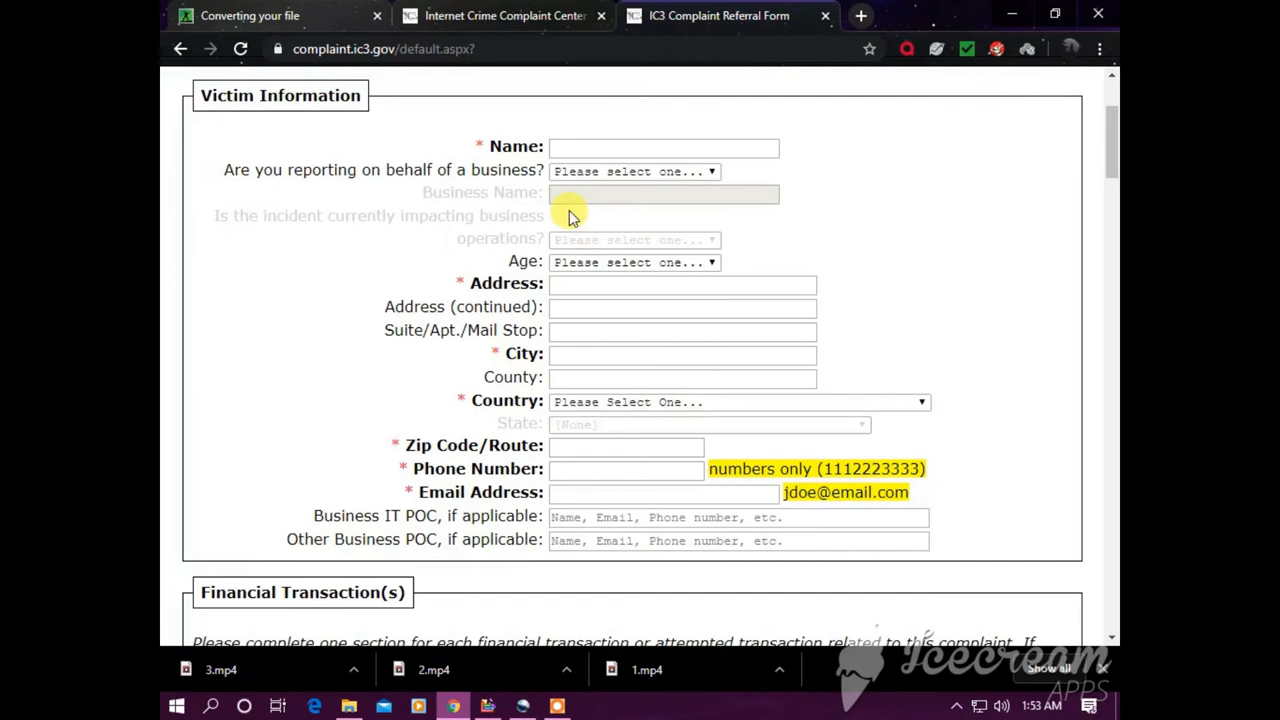 Converting your file
Internet Crime Complaint Center
IC3 Complaint Referral Form
complaint.ic3.gov/default.aspx?
Victim Information
* Name:
Are you reporting on behalf of a business? Please select one...
Business Name:
Is the incident currently impacting business
operations? Please select one...
Age: Please select one...
* Address:
Address (continued):
Suite/Apt./Mail Stop:
* City:
County:
* Country: Please Select One...
State: [None]
* Zip Code/Route:
* Phone Number: numbers only (1112223333)
* Email Address: jdoe@email.com
Business IT POC, if applicable: Name, Email, Phone number, etc.
Other Business POC, if applicable: Name, Email, Phone number, etc.
Financial Transaction(s)
Please complete one section for each financial transaction or attempted transaction related to this complaint. If
3.mp4
2.mp4
1.mp4
Show all
Icecream
APPS
1:53 AM